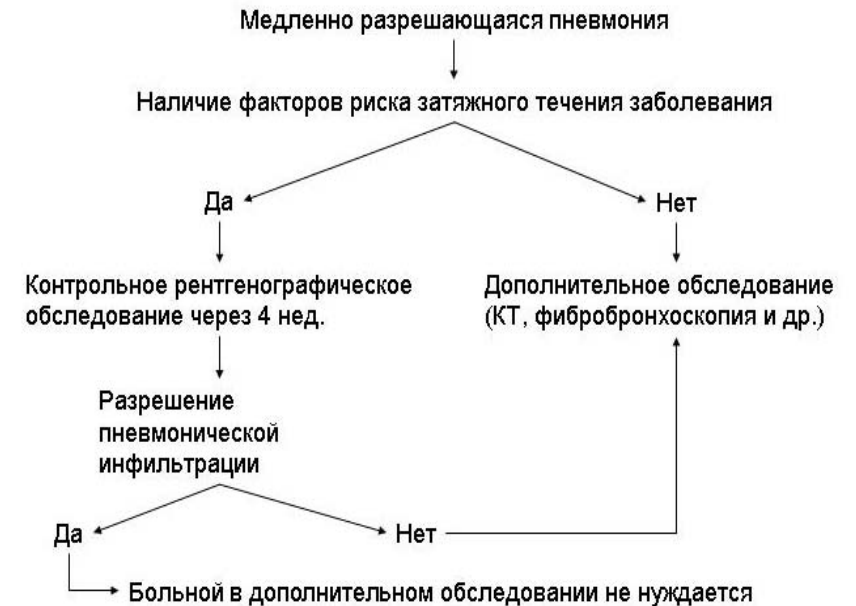 Медленно разрешающаяся пневмония
Наличие факторов риска затяжного течения заболевания
Да
Нет
Контрольное рентгенографическое
обследование через 4 нед.
Дополнительное обследование
(КТ, фибробронхоскопия и др.)
Разрешение
пневмонической
инфильтрации
Да
Нет
Больной в дополнительном обследовании не нуждается